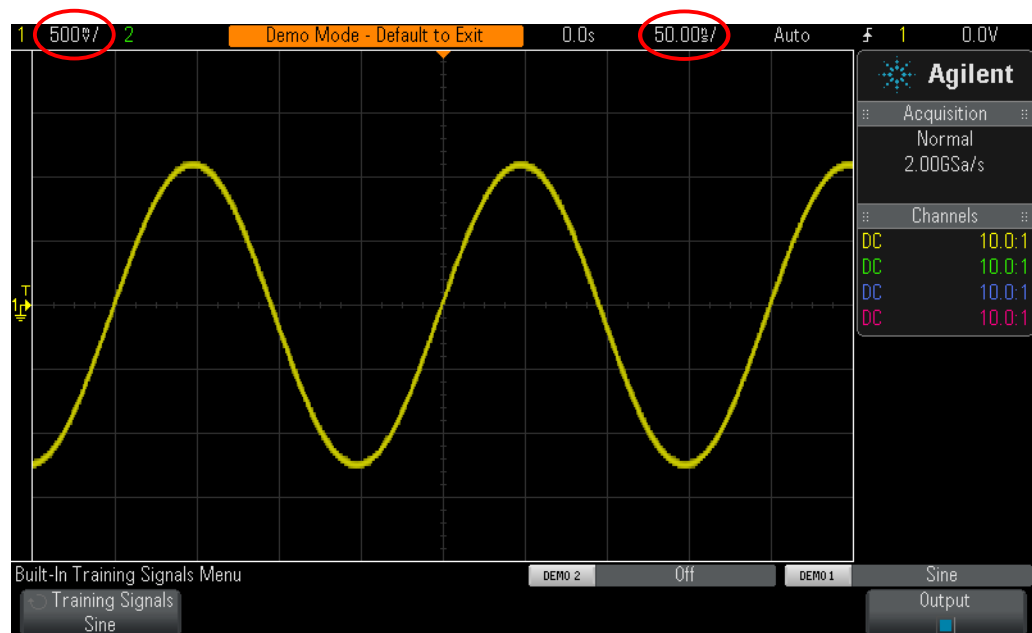 1 500mV/ 2 Demo Mode - Default to Exit 0.0s 50.00ns/ Auto 1 0.0V
Agilent
Acquisition
Normal
2.00GSa/s
Channels
DC 10.0:1
DC 10.0:1
DC 10.0:1
DC 10.0:1
T
1
Built-In Training Signals Menu DEMO 2 Off DEMO 1 Sine
Training Signals Output
Sine